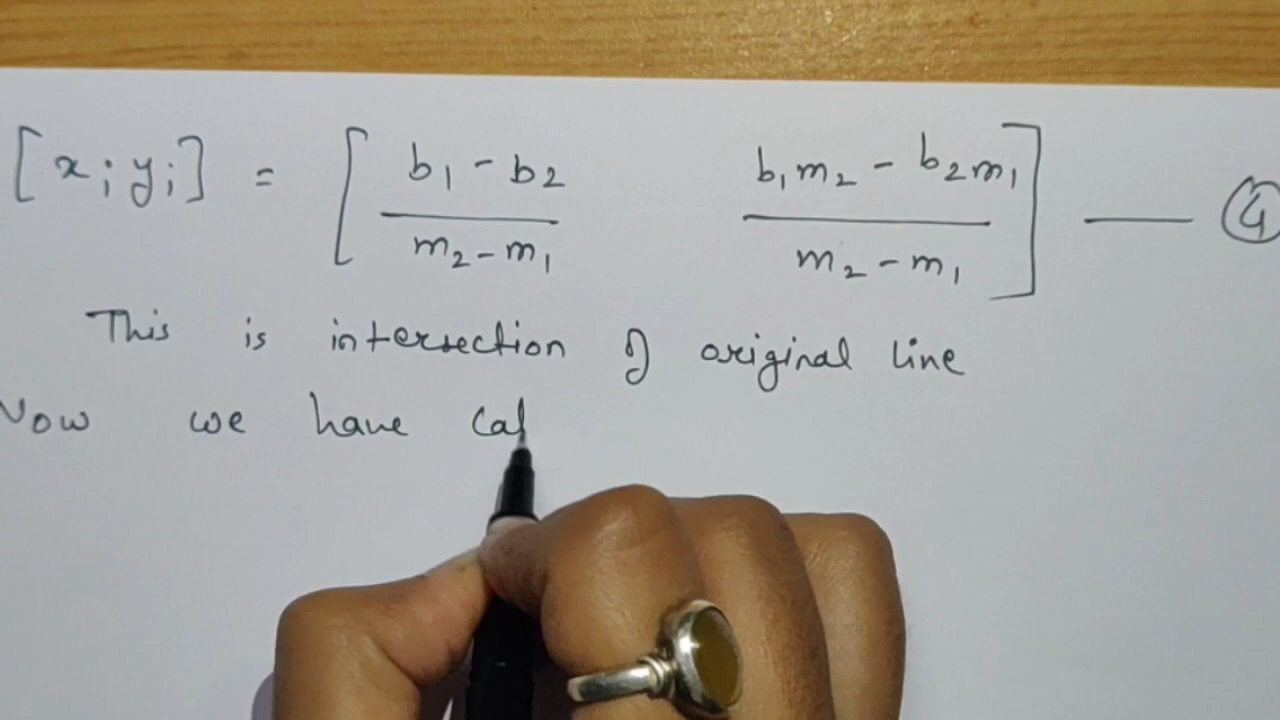 [xi yi] = [ b1 - b2 / m2 - m1   b1m2 - b2m1 / m2 - m1 ] — ④
This is intersection of original line
Now we have cal